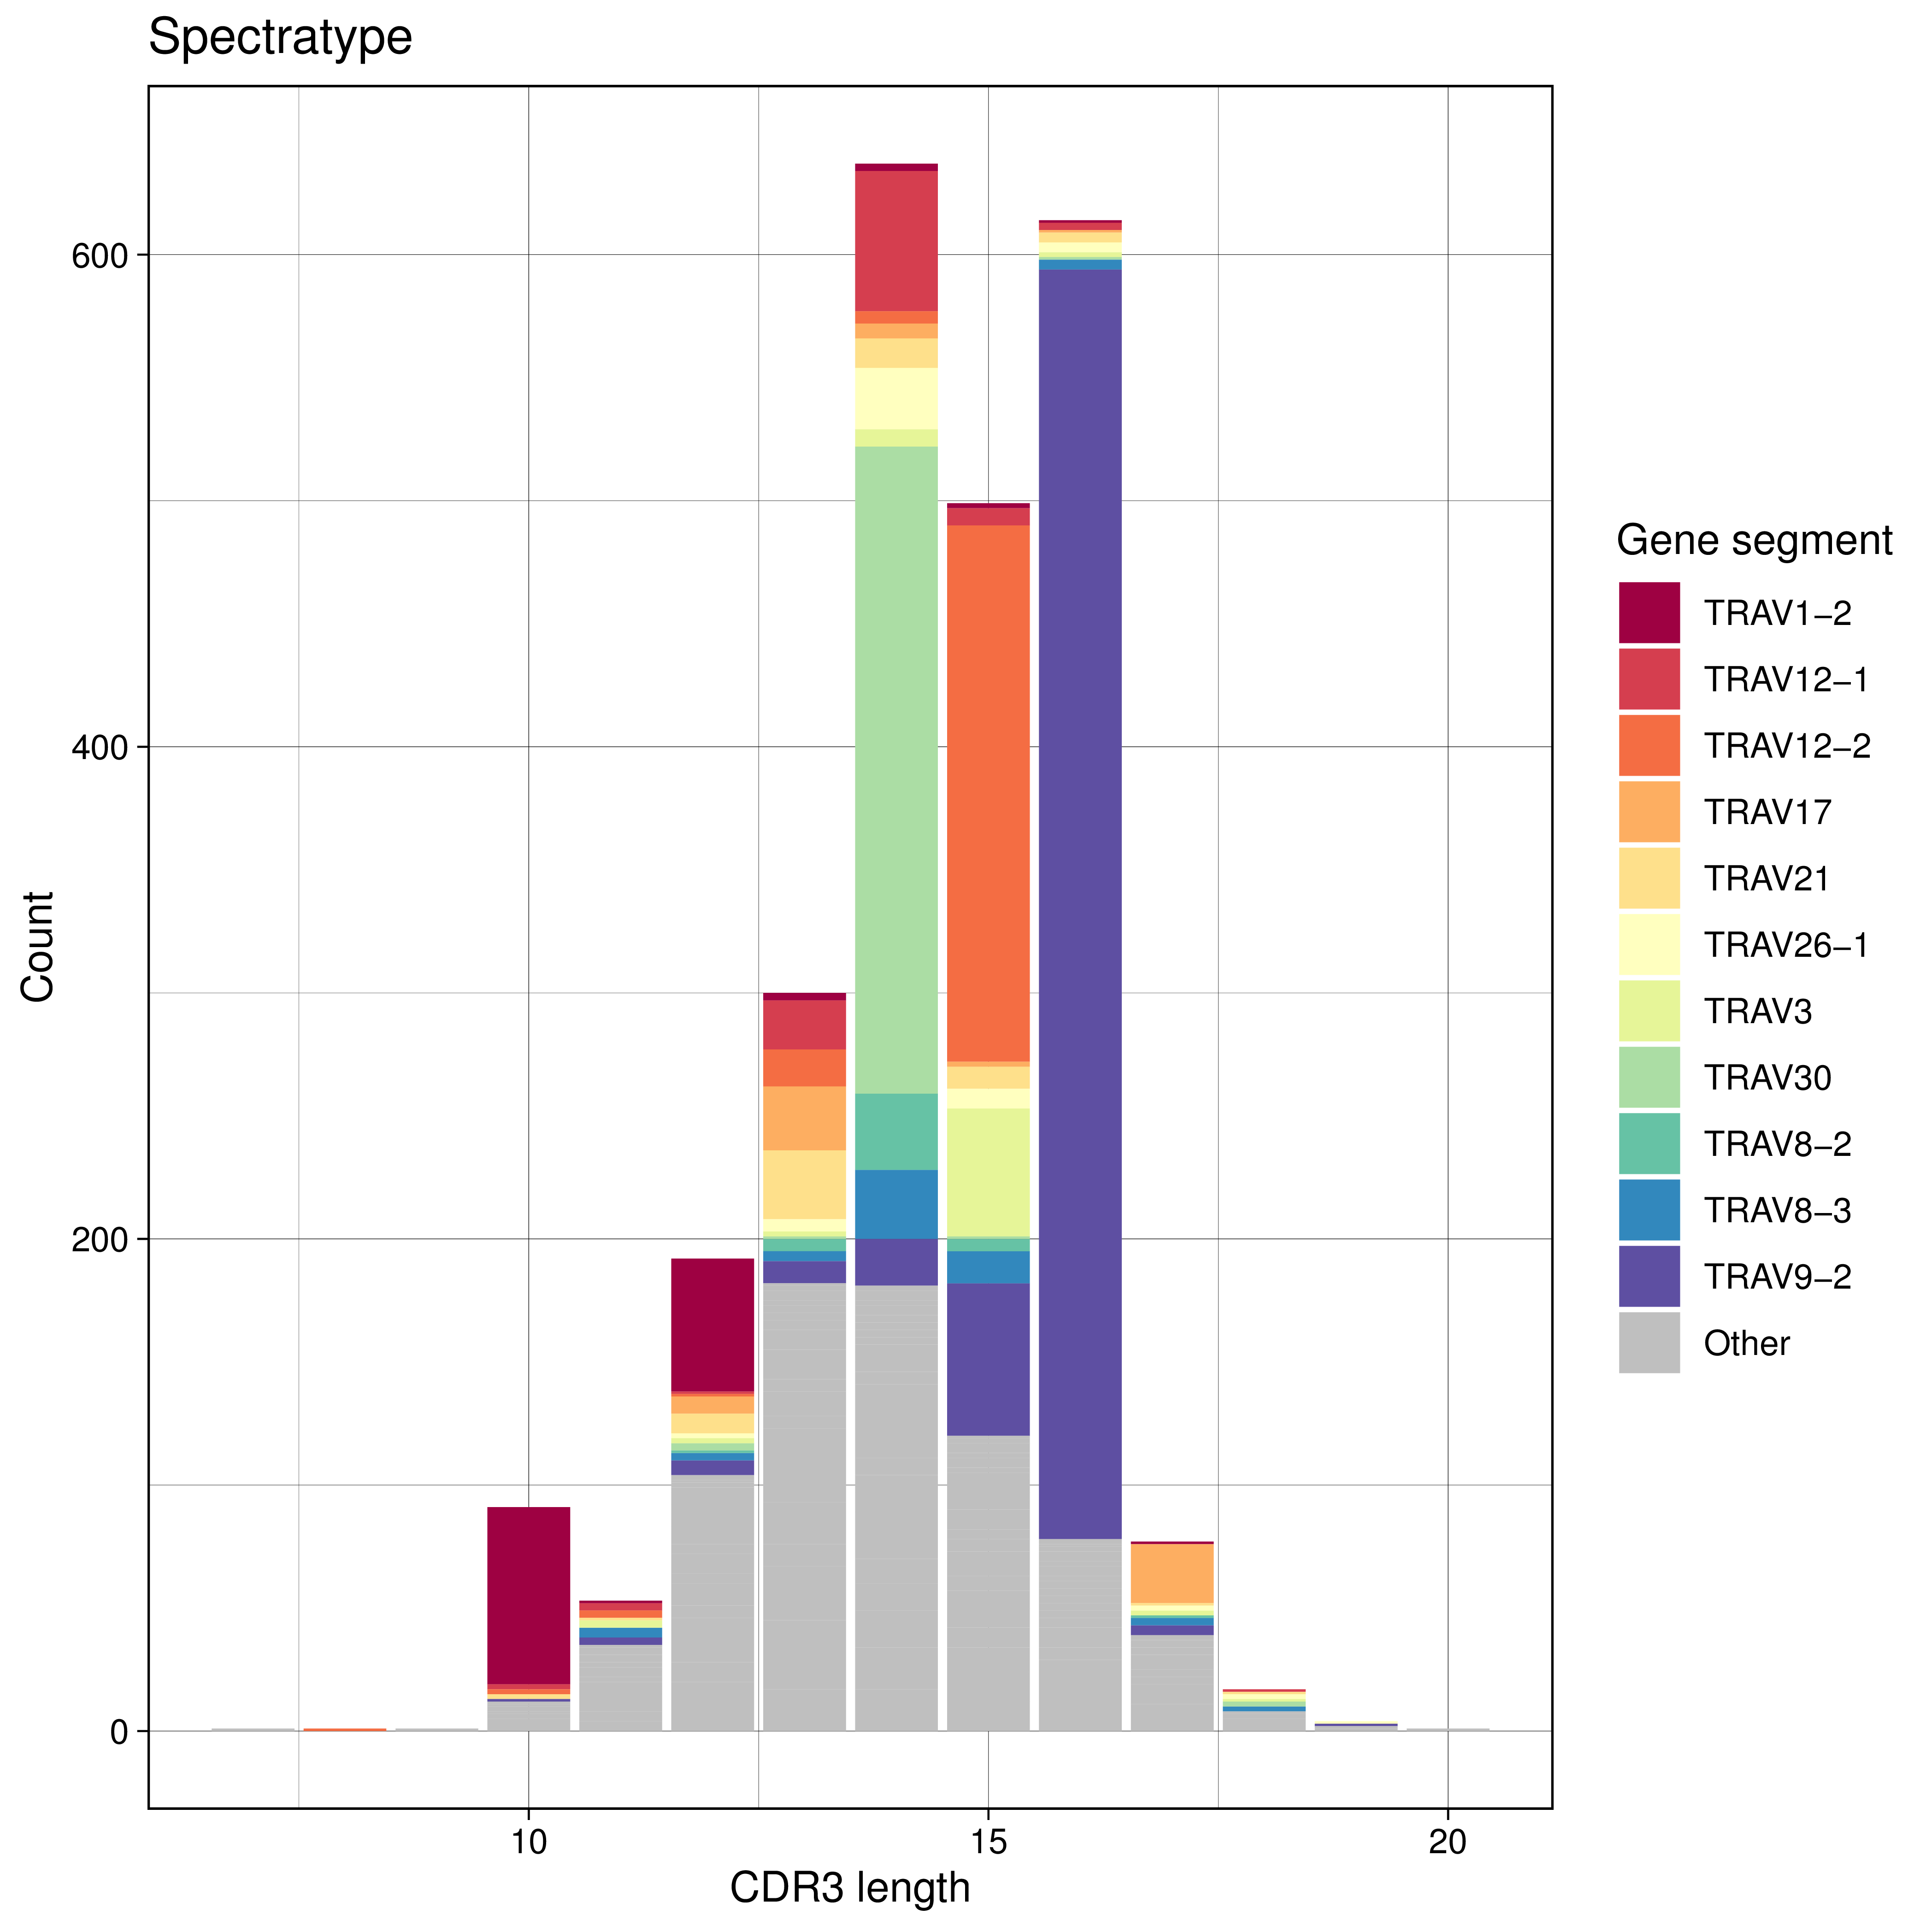 Spectratype
600
400
200
0
Count
10
15
20
CDR3 length
Gene segment
TRAV1−2
TRAV12−1
TRAV12−2
TRAV17
TRAV21
TRAV26−1
TRAV3
TRAV30
TRAV8−2
TRAV8−3
TRAV9−2
Other